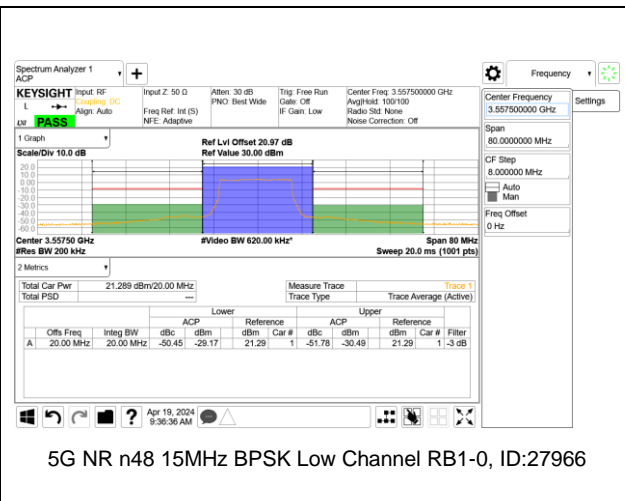 Spectrum Analyzer 1
ACP
Frequency
KEYSIGHT
L
PASS
Input: RF
Coupling: DC
Align: Auto
Input Z: 50 Ω
Freq Ref: Int (S)
NFE: Adaptive
Atten: 30 dB
PNO: Best Wide
Trig: Free Run
Gate: Off
IF Gain: Low
Center Freq: 3.557500000 GHz
Avg|Hold: 100/100
Radio Std: None
Noise Correction: Off
Center Frequency
3.557500000 GHz
Settings
Span
80.0000000 MHz
CF Step
8.000000 MHz
Auto
Man
Freq Offset
0 Hz
1 Graph
Scale/Div 10.0 dB
Ref Lvl Offset 20.97 dB
Ref Value 30.00 dBm
20.0
10.0
0.0
-10.0
-20.0
-30.0
-40.0
-50.0
-60.0
Center 3.55750 GHz
#Video BW 620.00 kHz*
Span 80 MHz
#Res BW 200 kHz
Sweep 20.0 ms (1001 pts)
2 Metrics
Total Car Pwr 21.289 dBm/20.00 MHz
Total PSD ---
Measure Trace Trace 1
Trace Type Trace Average (Active)
Lower Upper
ACP Reference ACP Reference
Offs Freq Integ BW dBc dBm dBm Car # dBc dBm dBm Car # Filter
A 20.00 MHz 20.00 MHz -50.45 -29.17 21.29 1 -51.78 -30.49 21.29 1 -3 dB
?
Apr 19, 2024
9:36:36 AM
5G NR n48 15MHz BPSK Low Channel RB1-0, ID:27966